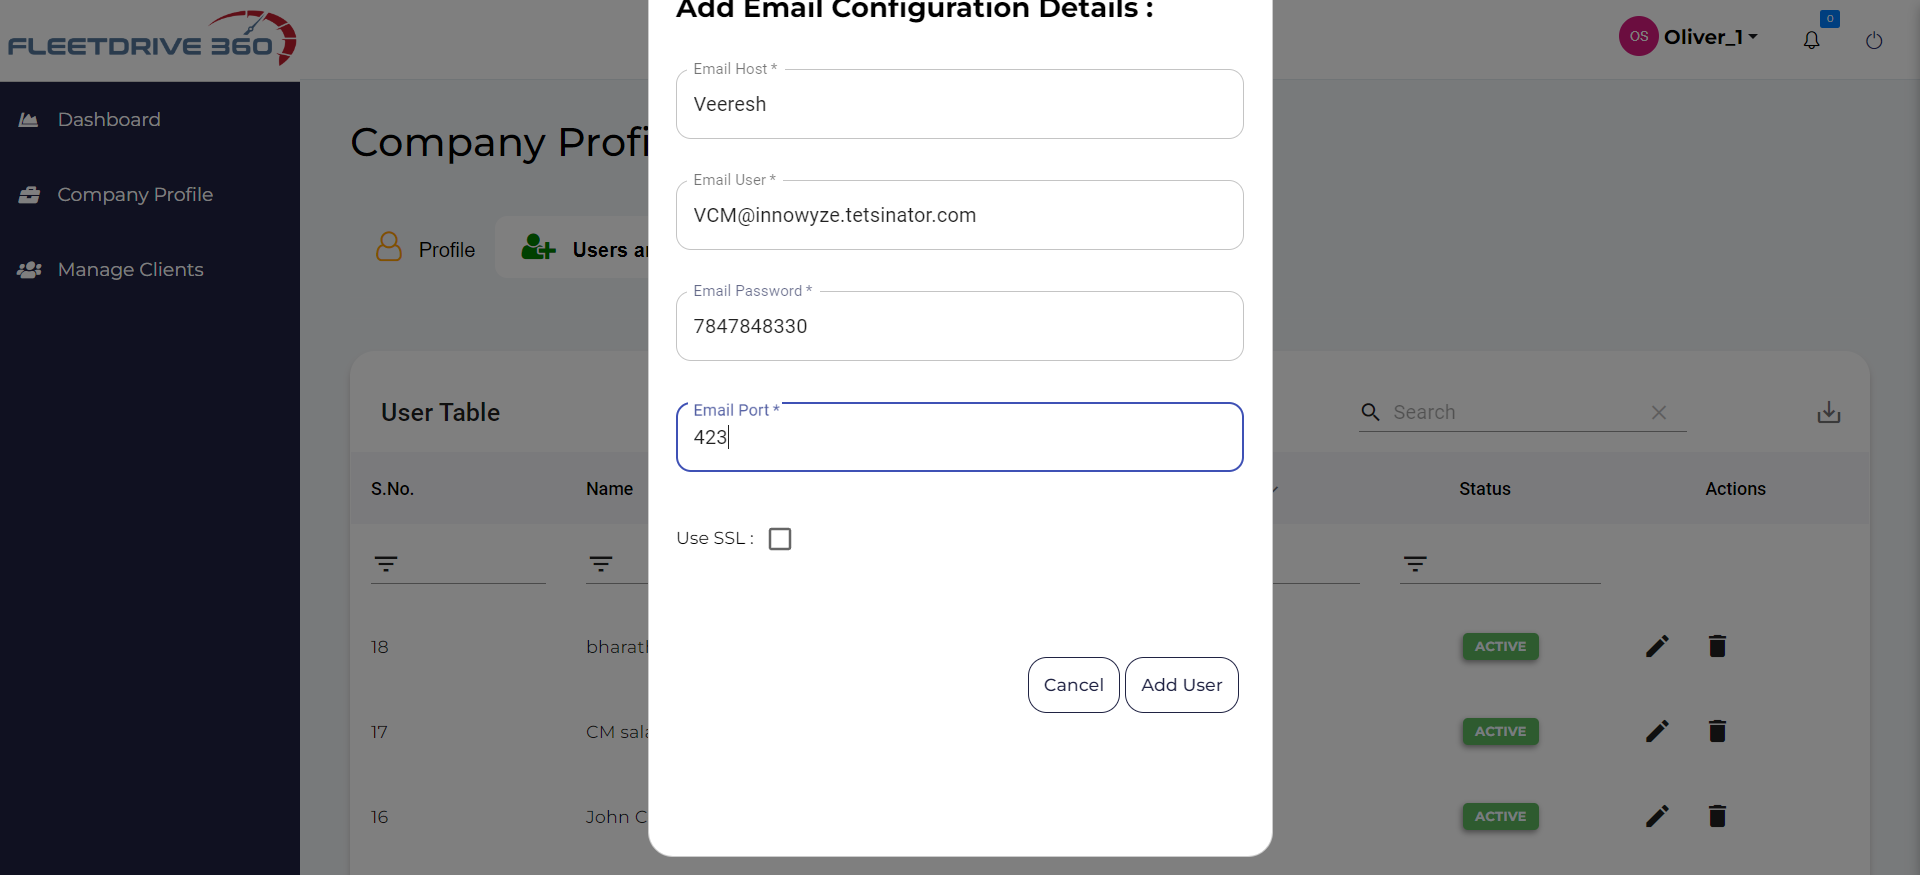 Add Email Configuration Details :
FLEETDRIVE 360
OS Oliver_1
0
Dashboard
Company Profile
Manage Clients
Company Profi
Profile
Users a
Email Host *
Veeresh
Email User *
VCM@innowyze.tetsinator.com
Email Password *
7847848330
Email Port *
423
Use SSL :
Cancel
Add User
User Table
Search
S.No. Name Status Actions
18 bharat ACTIVE
17 CM sala ACTIVE
16 John C ACTIVE